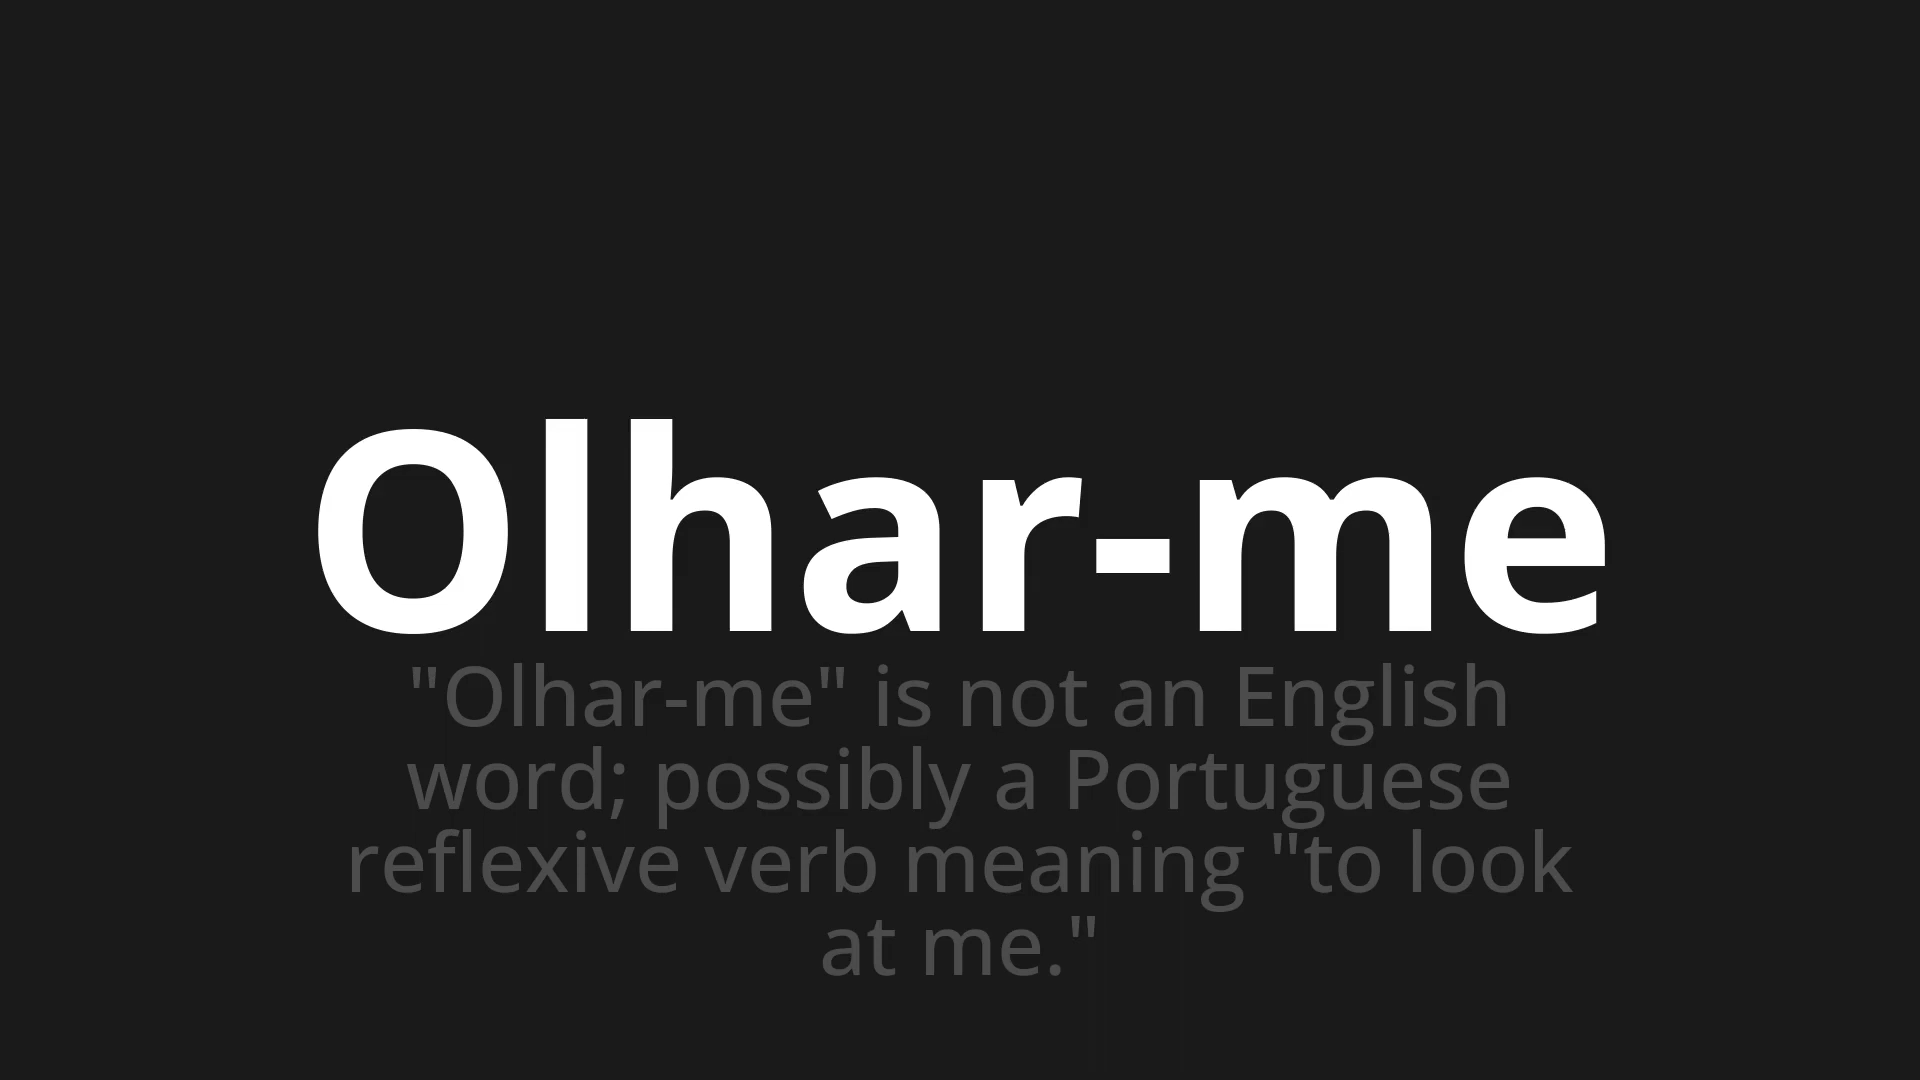 Olhar-me
"Olhar-me" is not an English
word; possibly a Portuguese
reflexive verb meaning "to look
at me."